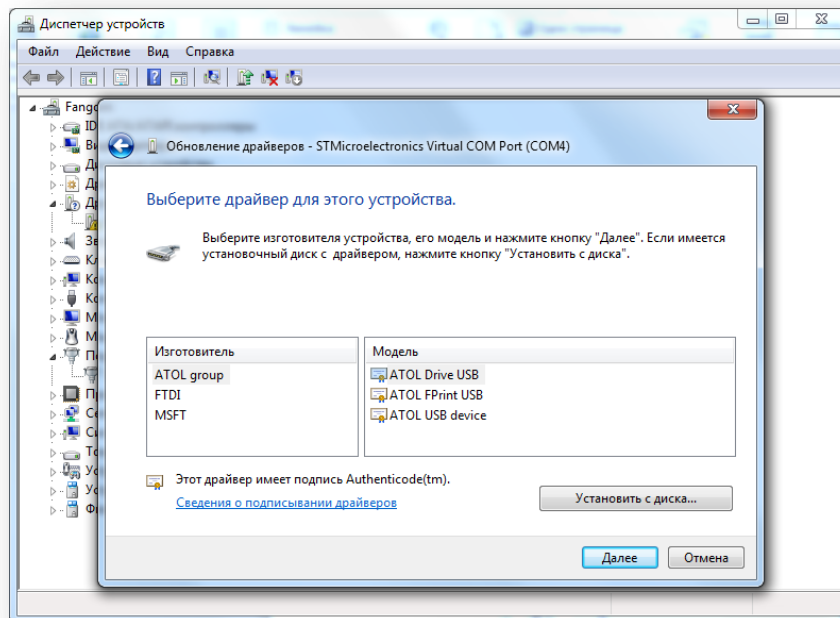 Диспетчер устройств
Файл Действие Вид Справка
Обновление драйверов - STMicroelectronics Virtual COM Port (COM4)
Выберите драйвер для этого устройства.
Выберите изготовителя устройства, его модель и нажмите кнопку "Далее". Если имеется
установочный диск с драйвером, нажмите кнопку "Установить с диска".
Изготовитель
ATOL group
FTDI
MSFT
Модель
ATOL Drive USB
ATOL FPrint USB
ATOL USB device
Этот драйвер имеет подпись Authenticode(tm).
Сведения о подписывании драйверов
Установить с диска...
Далее
Отмена